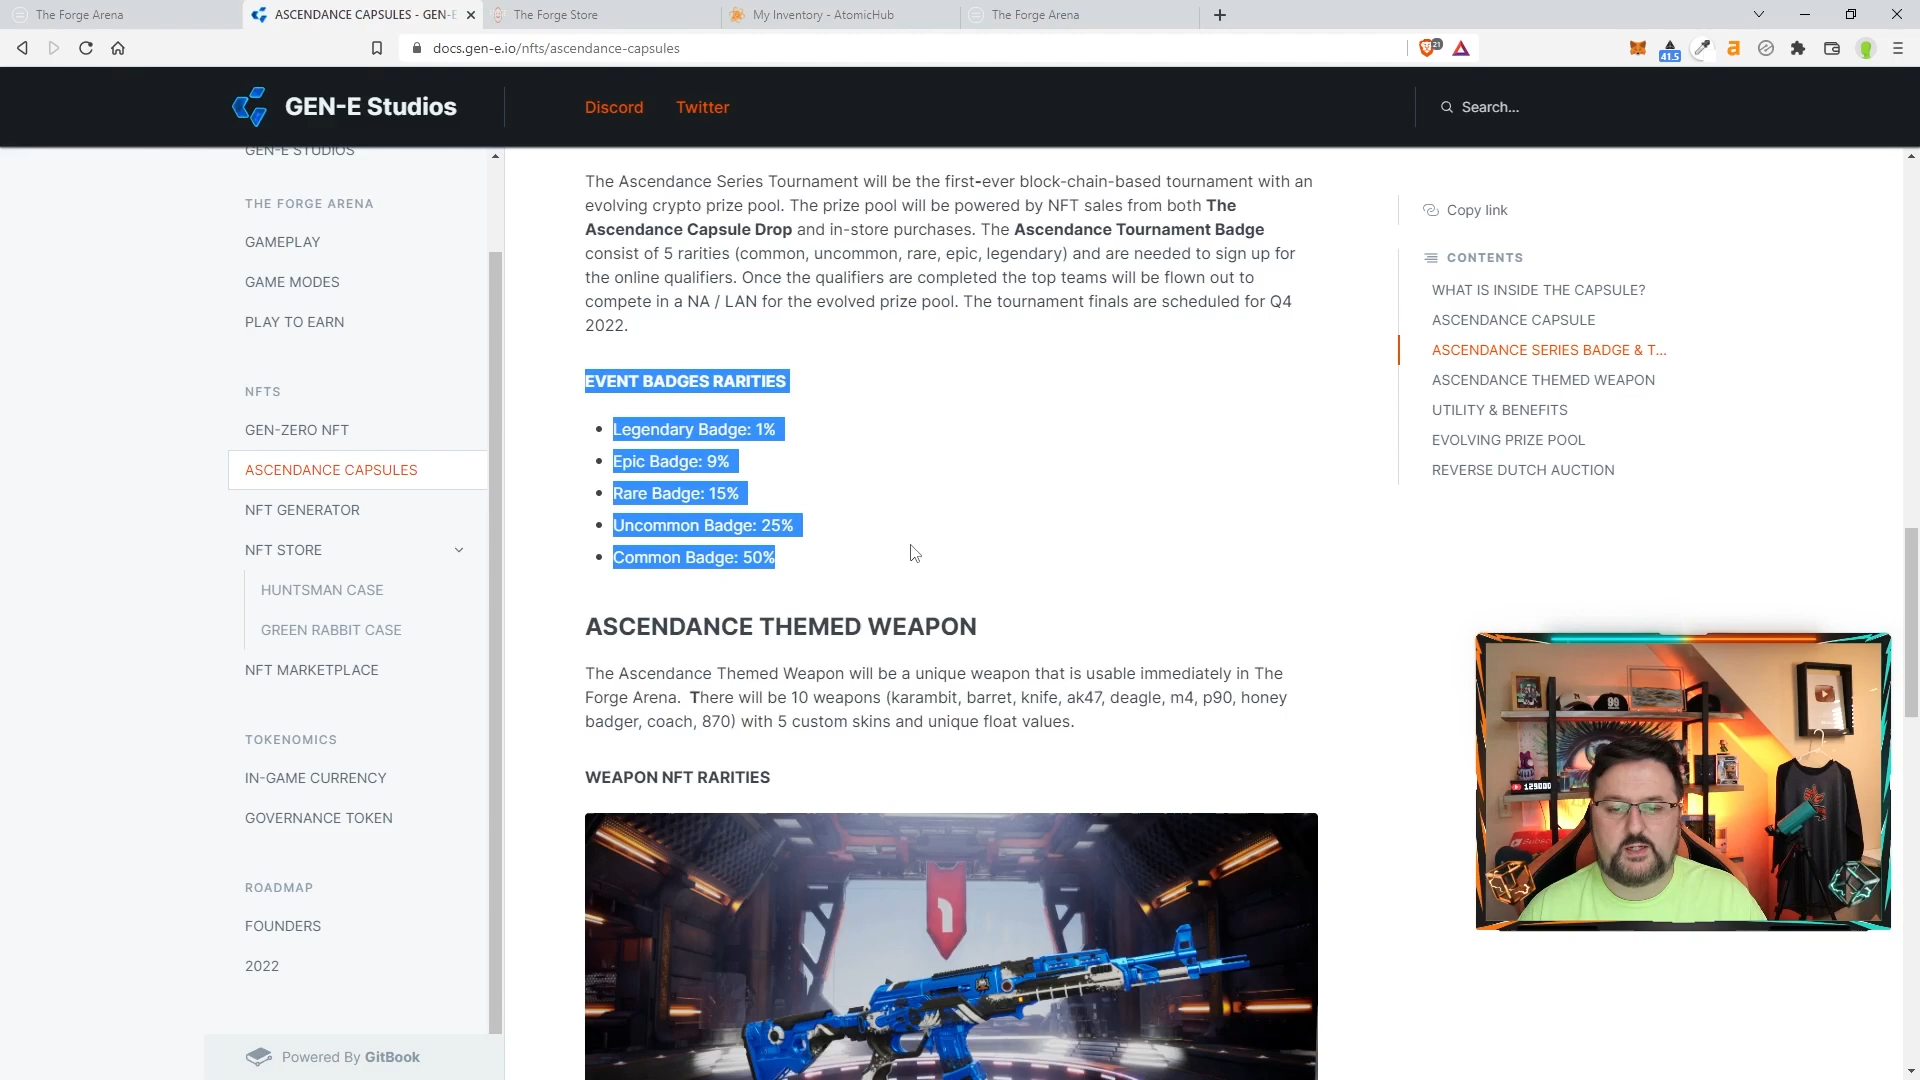 The Forge Arena
ASCENDANCE CAPSULES - GEN-E
The Forge Store
My Inventory - AtomicHub
The Forge Arena
docs.gen-e.io/nfts/ascendance-capsules
21
41.5
GEN-E Studios
Discord
Twitter
Search...
GEN-E STUDIOS
THE FORGE ARENA
GAMEPLAY
GAME MODES
PLAY TO EARN
NFTS
GEN-ZERO NFT
ASCENDANCE CAPSULES
NFT GENERATOR
NFT STORE
HUNTSMAN CASE
GREEN RABBIT CASE
NFT MARKETPLACE
TOKENOMICS
IN-GAME CURRENCY
GOVERNANCE TOKEN
ROADMAP
FOUNDERS
2022
Powered By GitBook
The Ascendance Series Tournament will be the first-ever block-chain-based tournament with an
evolving crypto prize pool. The prize pool will be powered by NFT sales from both The
Ascendance Capsule Drop and in-store purchases. The Ascendance Tournament Badge
consist of 5 rarities (common, uncommon, rare, epic, legendary) and are needed to sign up for
the online qualifiers. Once the qualifiers are completed the top teams will be flown out to
compete in a NA / LAN for the evolved prize pool. The tournament finals are scheduled for Q4
2022.
EVENT BADGES RARITIES
• Legendary Badge: 1%
• Epic Badge: 9%
• Rare Badge: 15%
• Uncommon Badge: 25%
• Common Badge: 50%
ASCENDANCE THEMED WEAPON
The Ascendance Themed Weapon will be a unique weapon that is usable immediately in The
Forge Arena. There will be 10 weapons (karambit, barret, knife, ak47, deagle, m4, p90, honey
badger, coach, 870) with 5 custom skins and unique float values.
WEAPON NFT RARITIES
Copy link
CONTENTS
WHAT IS INSIDE THE CAPSULE?
ASCENDANCE CAPSULE
ASCENDANCE SERIES BADGE & T...
ASCENDANCE THEMED WEAPON
UTILITY & BENEFITS
EVOLVING PRIZE POOL
REVERSE DUTCH AUCTION
99